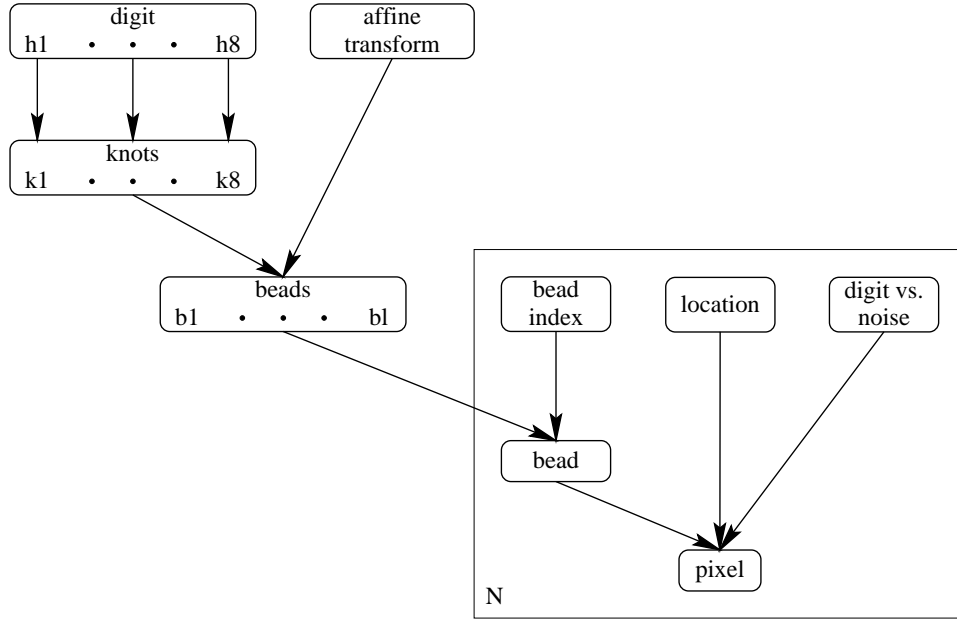 digit
h1 • • • h8
affine
transform
knots
k1 • • • k8
beads
b1 • • • bl
bead
index
location
digit vs.
noise
bead
pixel
N